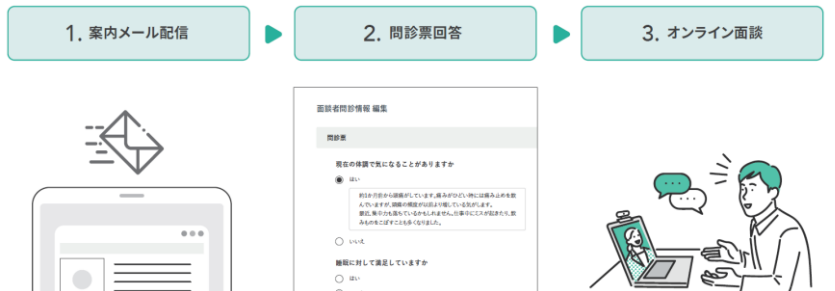 1. 案内メール配信
2. 問診票回答
3. オンライン面談
面談者問診情報 編集
問診票
現在の体調で気になることがありますか
はい
約1か月前から頭痛がしています。痛みがひどい時には痛み止めを飲
んでいますが、頭痛の頻度が以前より増している気がします。
最近、集中力も落ちているかもしれません。仕事中にミスが起きたり、飲
みものをこぼすことも多くなりました。
いいえ
睡眠に対して満足していますか
はい